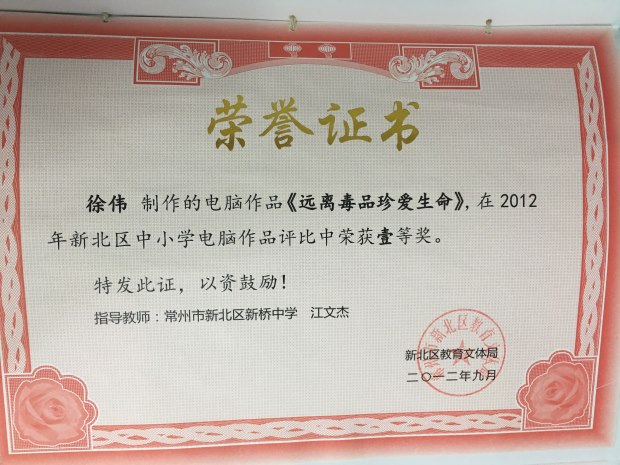 荣誉证书
徐伟 制作的电脑作品《远离毒品珍爱生命》，在2012
年新北区中小学电脑作品评比中荣获壹等奖。
特发此证，以资鼓励！
指导教师：常州市新北区新桥中学 江文杰
新北区教育文体局
二〇一二年九月